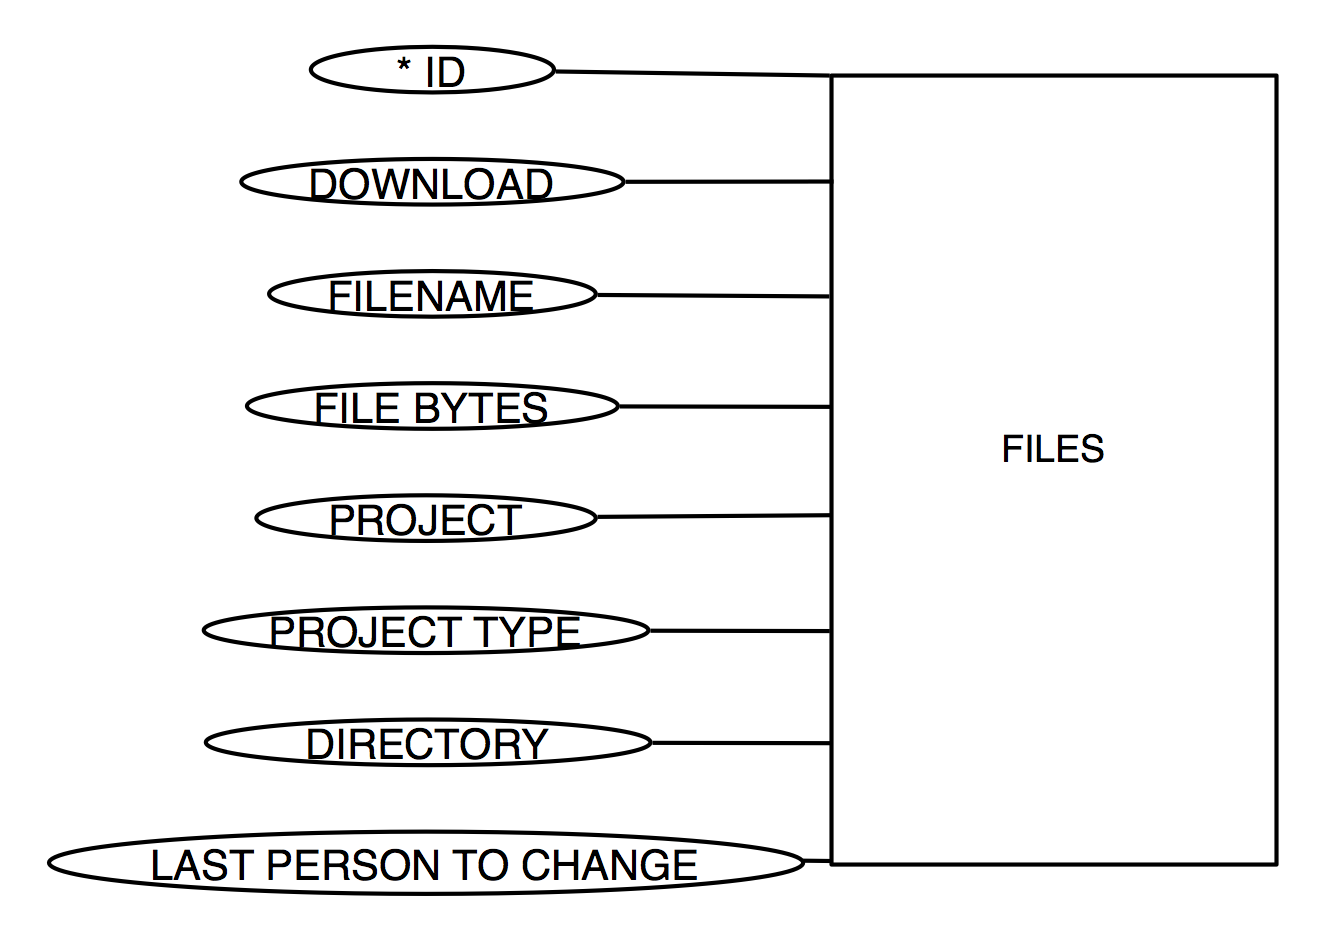 * ID
DOWNLOAD
FILENAME
FILE BYTES
FILES
PROJECT
PROJECT TYPE
DIRECTORY
LAST PERSON TO CHANGE